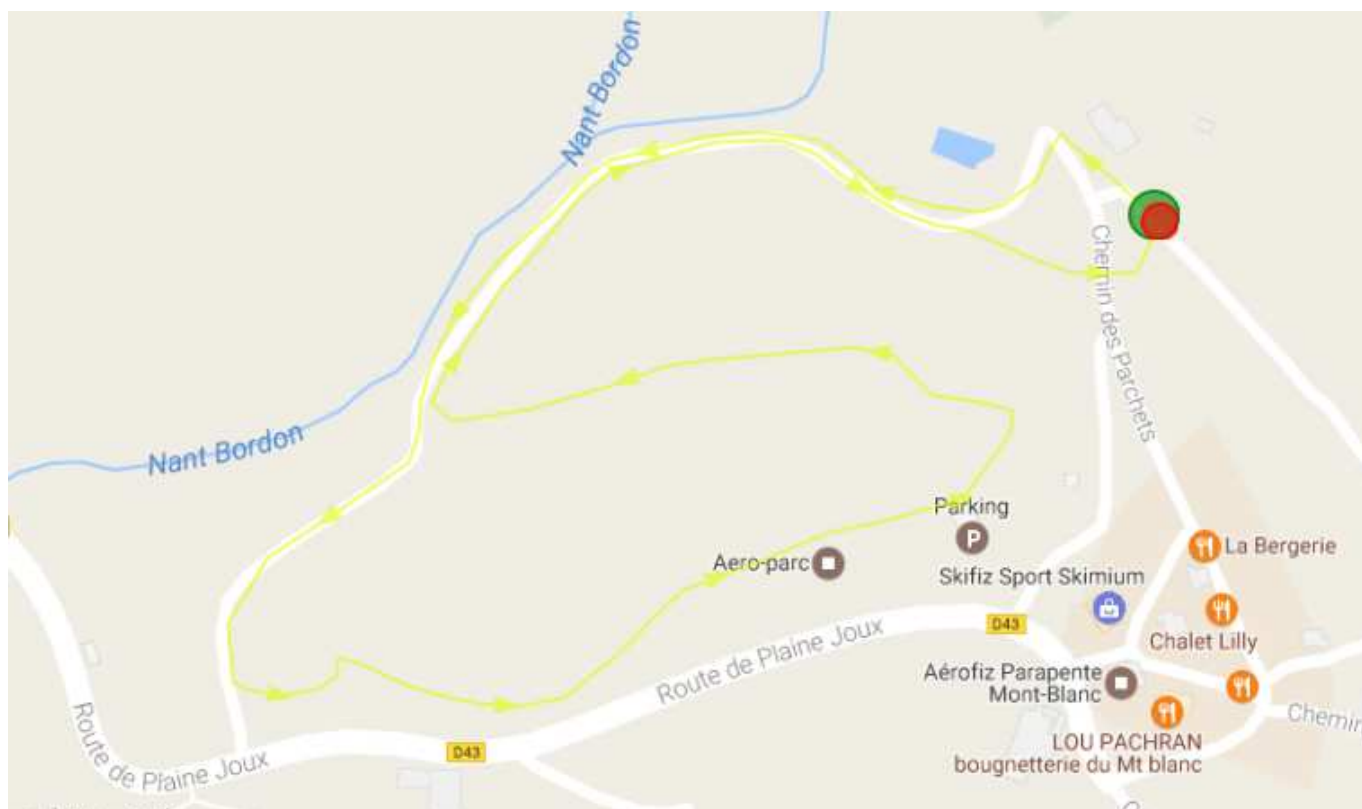 Nant Bordon
Nant Bordon
Chemin des Parchets
Parking
P
Aero-parc
La Bergerie
Skifiz Sport Skimium
D43
Chalet Lilly
Route de Plaine Joux
Aérofiz Parapente
Mont-Blanc
Chemin
LOU PACHRAN
bougnetterie du Mt blanc
Route de Plaine Joux
D43